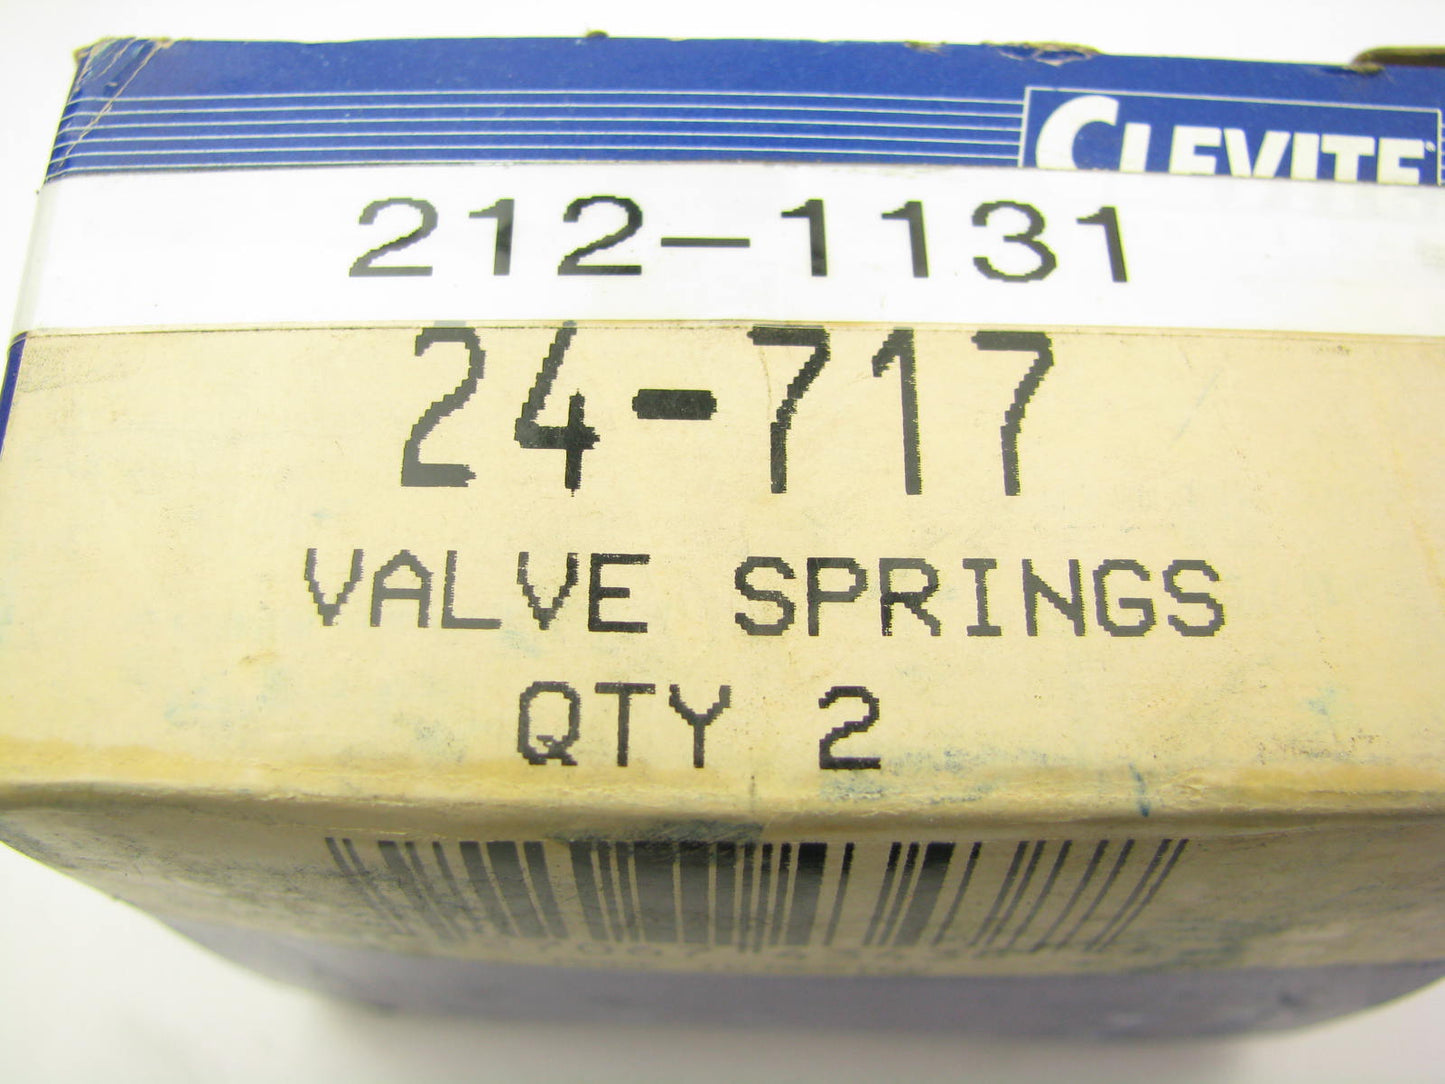 CLEVITE
212-1131
24-717
VALVE SPRINGS
QTY 2